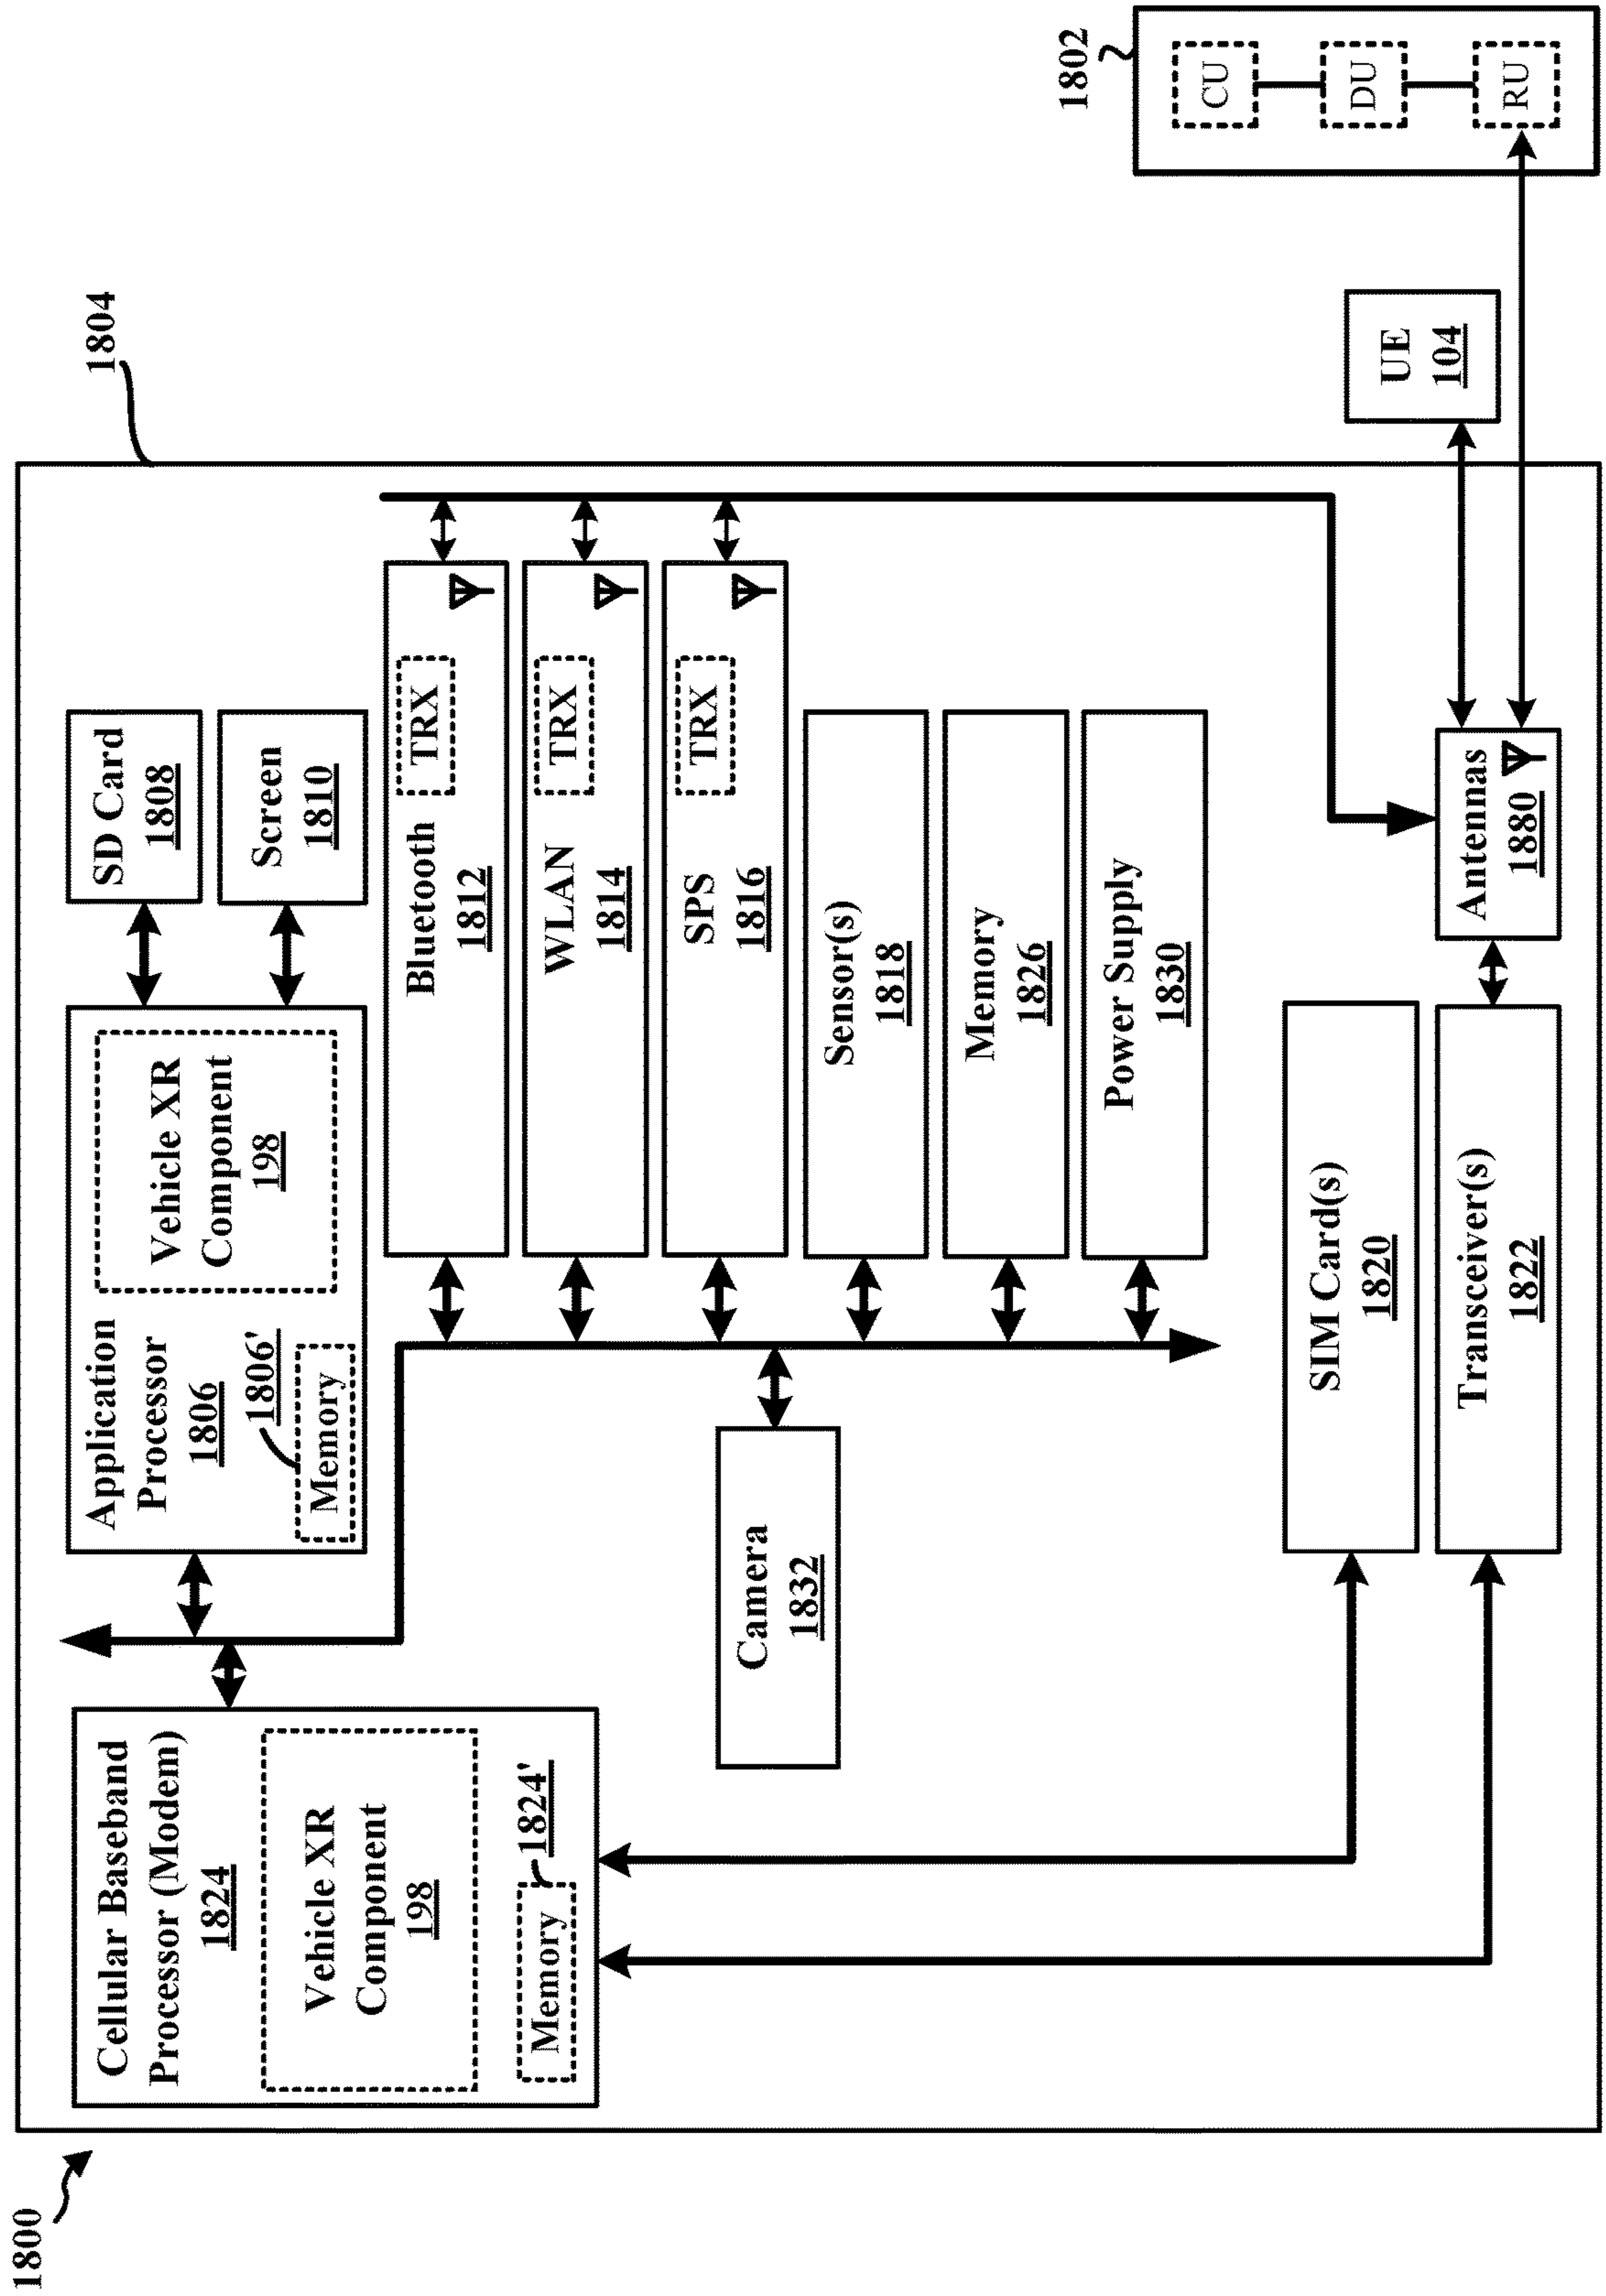 1800
1804
1802
Cellular Baseband
Processor (Modem)
1824
Vehicle XR
Component
198
1824'
Memory
Application
Processor
1806
1806'
Memory
Vehicle XR
Component
198
SD Card
1808
Screen
1810
Bluetooth
1812
TRX
WLAN
1814
TRX
SPS
1816
TRX
Sensor(s)
1818
Memory
1826
Power Supply
1830
Camera
1832
SIM Card(s)
1820
Transceiver(s)
1822
Antennas
1880
UE
104
CU
DU
RU